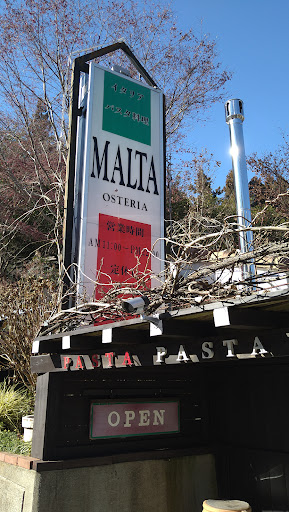 イタリア
パスタ料理
MALTA
OSTERIA
営業時間
AM11:00~
定休
PASTA PASTA
OPEN